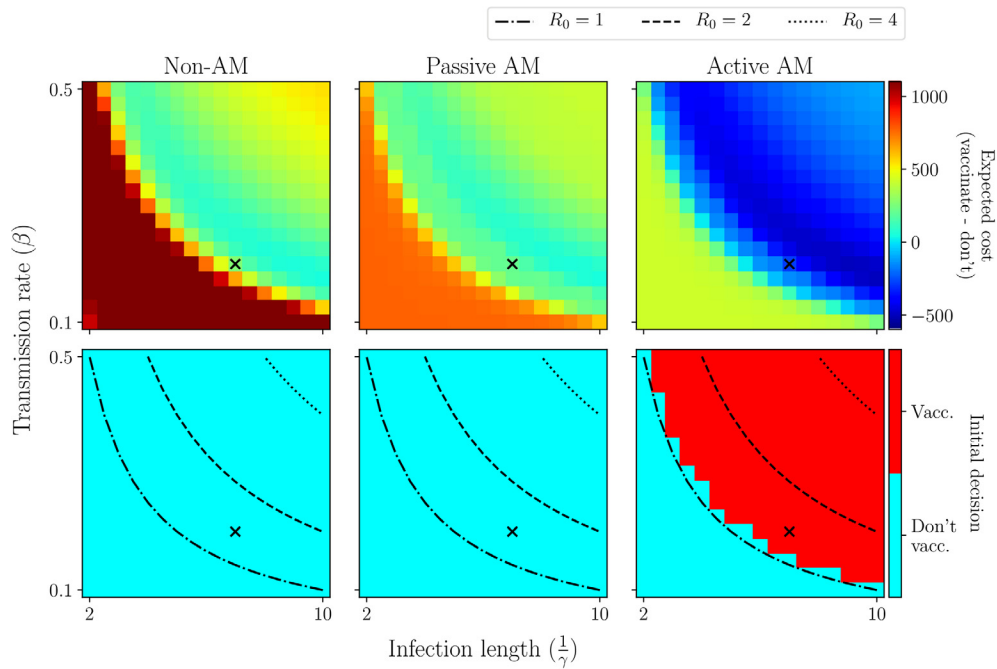 R₀ = 1 R₀ = 2 R₀ = 4
Non-AM Passive AM Active AM
Transmission rate (β)
0.5
0.1
1000
500
0
−500
Expected cost
(vaccinate - don't)
0.5
0.1
Vacc.
Don't
vacc.
Initial decision
2 10 2 10 2 10
Infection length (1/γ)